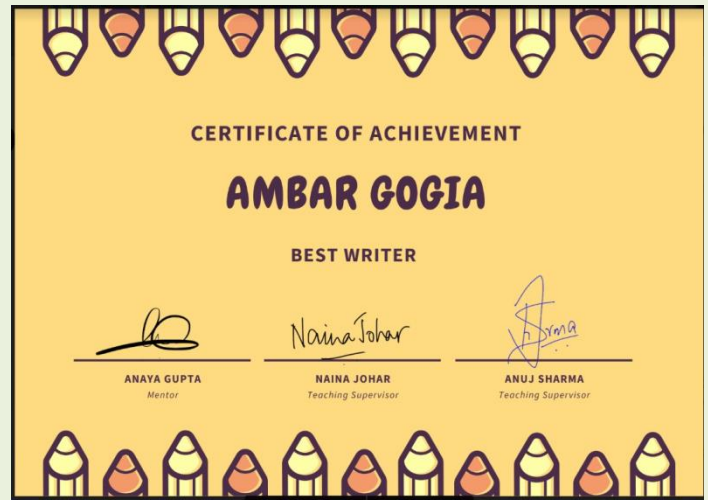 CERTIFICATE OF ACHIEVEMENT
AMBAR GOGIA
BEST WRITER
Naina Johar
ANAYA GUPTA
Mentor
NAINA JOHAR
Teaching Supervisor
ANUJ SHARMA
Teaching Supervisor